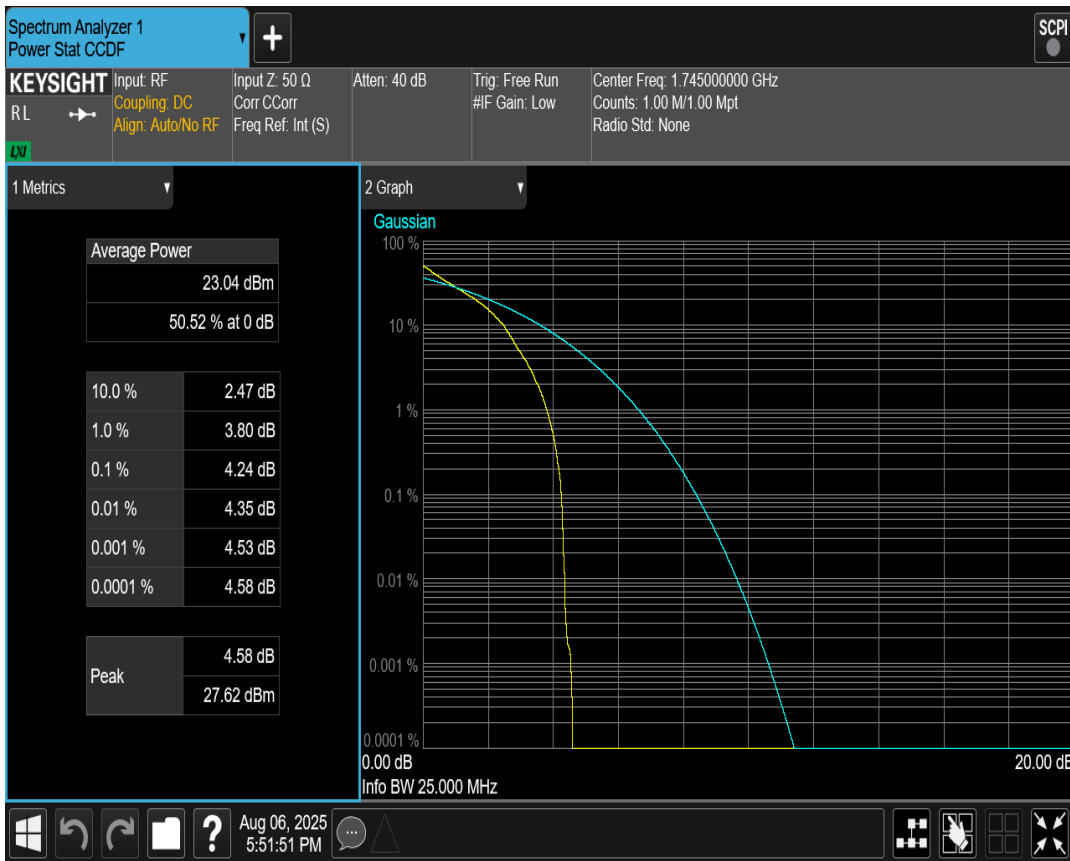 Spectrum Analyzer 1
Power Stat CCDF
SCPI
KEYSIGHT
RL
LXI
Input: RF
Coupling: DC
Align: Auto/No RF
Input Z: 50 Ω
Corr CCorr
Freq Ref: Int (S)
Atten: 40 dB
Trig: Free Run
#IF Gain: Low
Center Freq: 1.745000000 GHz
Counts: 1.00 M/1.00 Mpt
Radio Std: None
1 Metrics
Average Power
23.04 dBm
50.52 % at 0 dB
10.0 % 2.47 dB
1.0 % 3.80 dB
0.1 % 4.24 dB
0.01 % 4.35 dB
0.001 % 4.53 dB
0.0001 % 4.58 dB
Peak
4.58 dB
27.62 dBm
2 Graph
Gaussian
100 %
10 %
1 %
0.1 %
0.01 %
0.001 %
0.0001 %
0.00 dB 20.00 dB
Info BW 25.000 MHz
?
Aug 06, 2025
5:51:51 PM